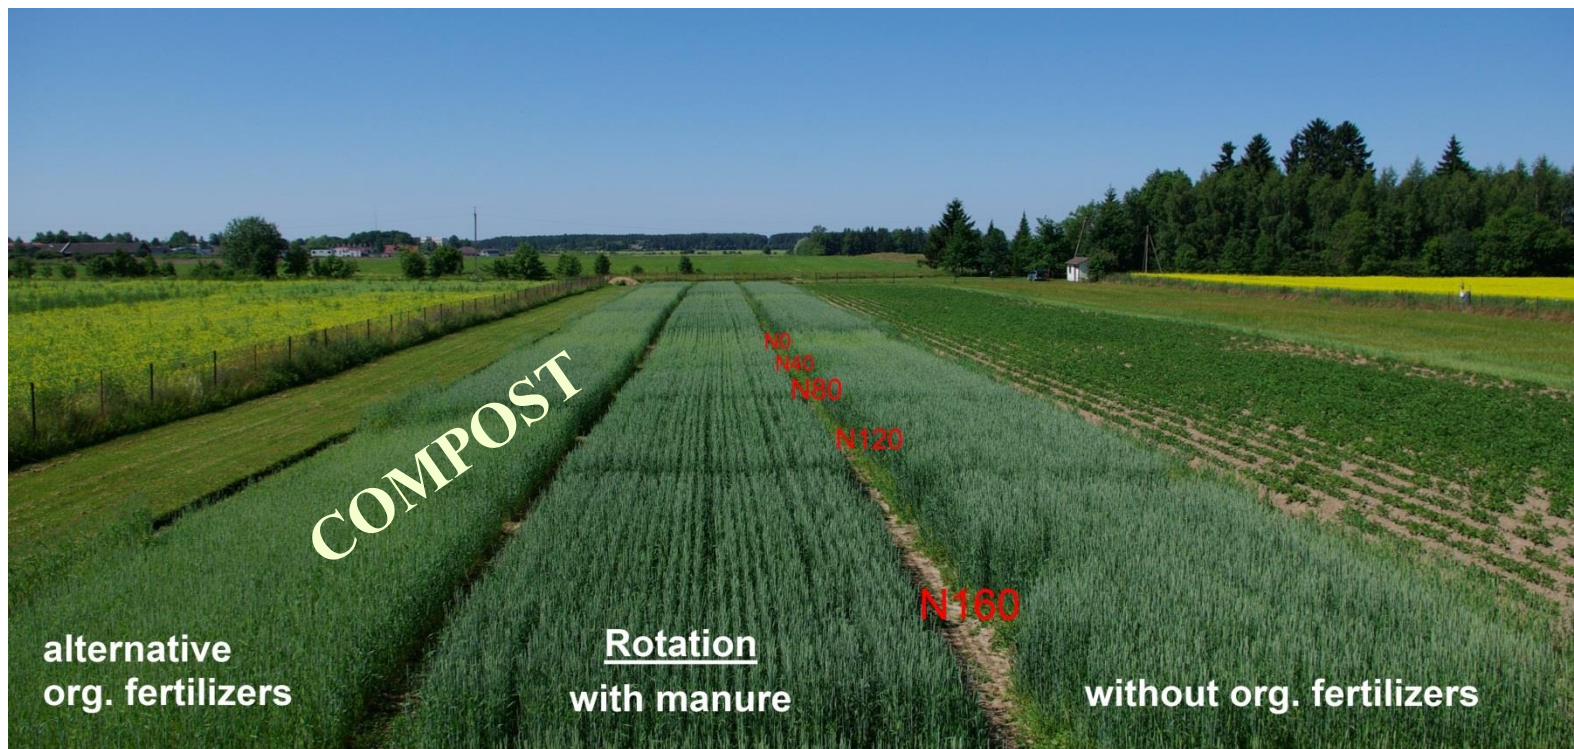 N0
N40
N80
COMPOST
N120
N160
alternative
org. fertilizers
Rotation
with manure
without org. fertilizers